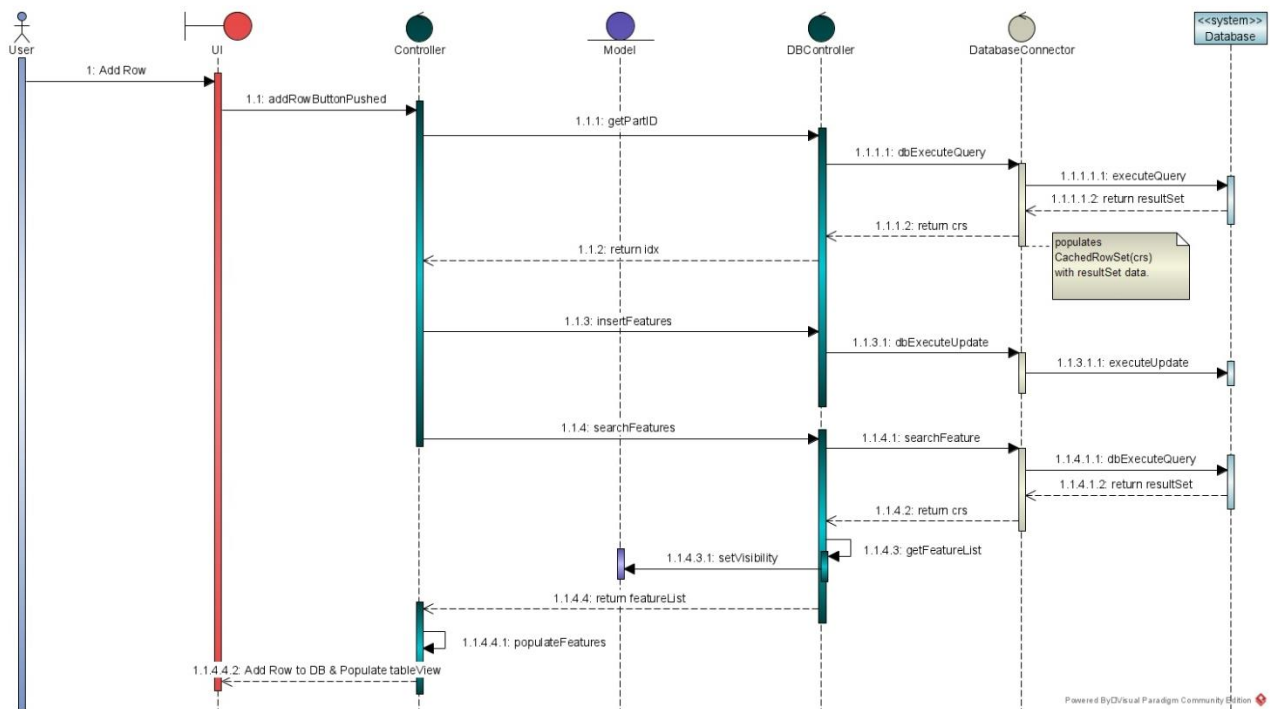 <<system>>
User
UI
Controller
Model
DBController
DatabaseConnector
Database
1: Add Row
1.1: addRowButtonPushed
1.1.1: getPartID
1.1.1.1: dbExecuteQuery
1.1.1.1.1: executeQuery
1.1.1.1.2: return resultSet
1.1.1.2: return crs
populates
CachedRowSet(crs)
with resultSet data.
1.1.2: return idx
1.1.3: insertFeatures
1.1.3.1: dbExecuteUpdate
1.1.3.1.1: executeUpdate
1.1.4: searchFeatures
1.1.4.1: searchFeature
1.1.4.1.1: dbExecuteQuery
1.1.4.1.2: return resultSet
1.1.4.2: return crs
1.1.4.3: getFeatureList
1.1.4.3.1: setVisibility
1.1.4.4: return featureList
1.1.4.4.1: populateFeatures
1.1.4.4.2: Add Row to DB & Populate tableView
Powered By Visual Paradigm Community Edition